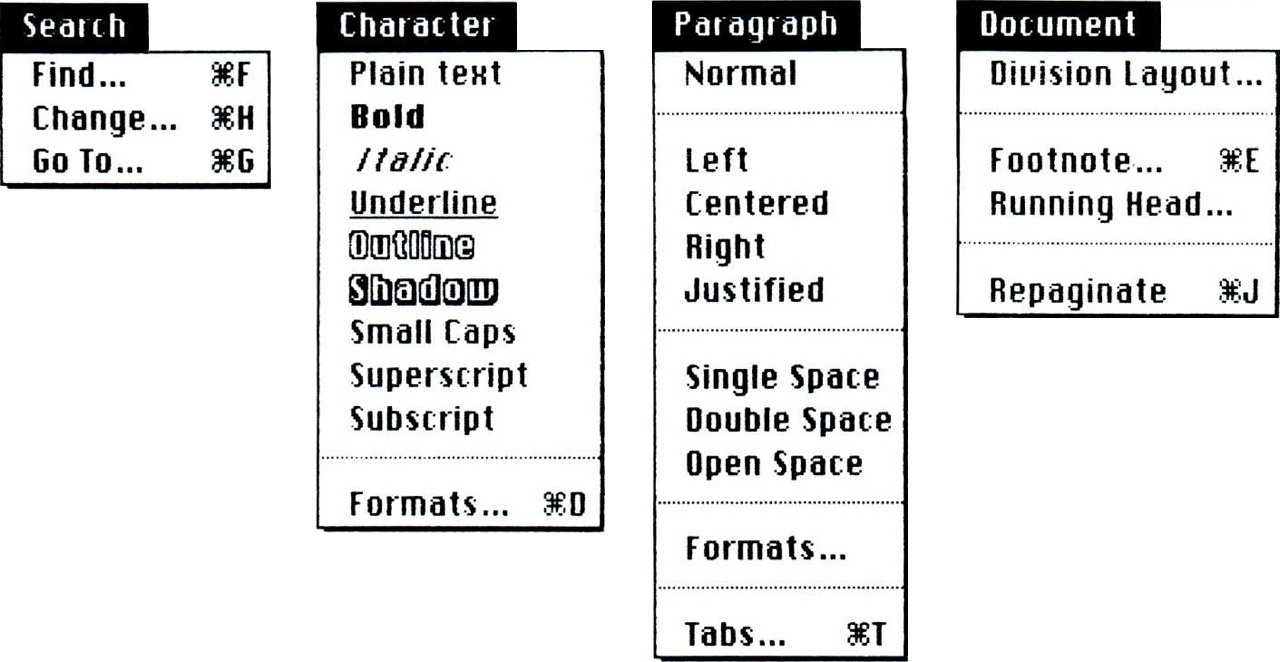 Search
Find... ⌘F
Change... ⌘H
Go To... ⌘G
Character
Plain text
Bold
Italic
Underline
Outline
Shadow
Small Caps
Superscript
Subscript
Formats... ⌘D
Paragraph
Normal
Left
Centered
Right
Justified
Single Space
Double Space
Open Space
Formats...
Tabs... ⌘T
Document
Division Layout...
Footnote... ⌘E
Running Head...
Repaginate ⌘J